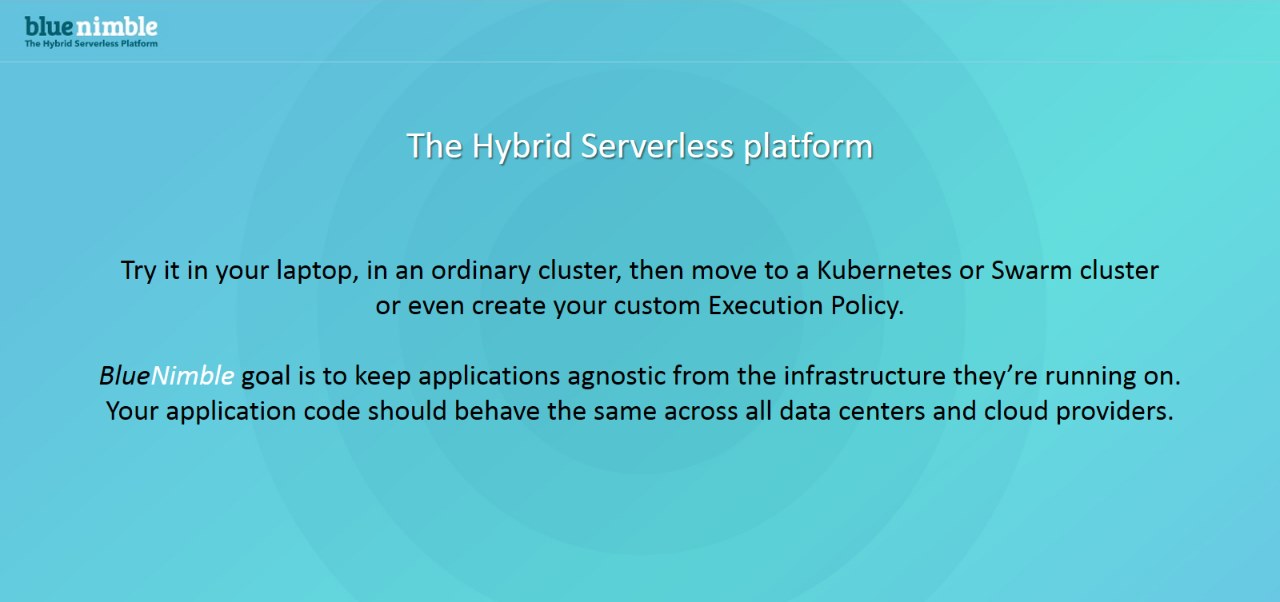 blue nimble
The Hybrid Serverless Platform
The Hybrid Serverless platform
Try it in your laptop, in an ordinary cluster, then move to a Kubernetes or Swarm cluster
or even create your custom Execution Policy.
BlueNimble goal is to keep applications agnostic from the infrastructure they’re running on.
Your application code should behave the same across all data centers and cloud providers.